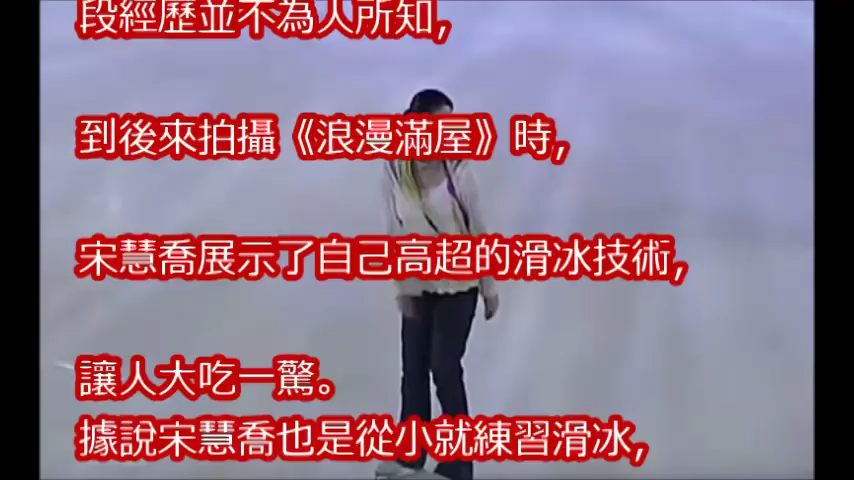 段經歷並不為人所知,
到後來拍攝《浪漫滿屋》時,
宋慧喬展示了自己高超的滑冰技術,
讓人大吃一驚。
據說宋慧喬也是從小就練習滑冰,